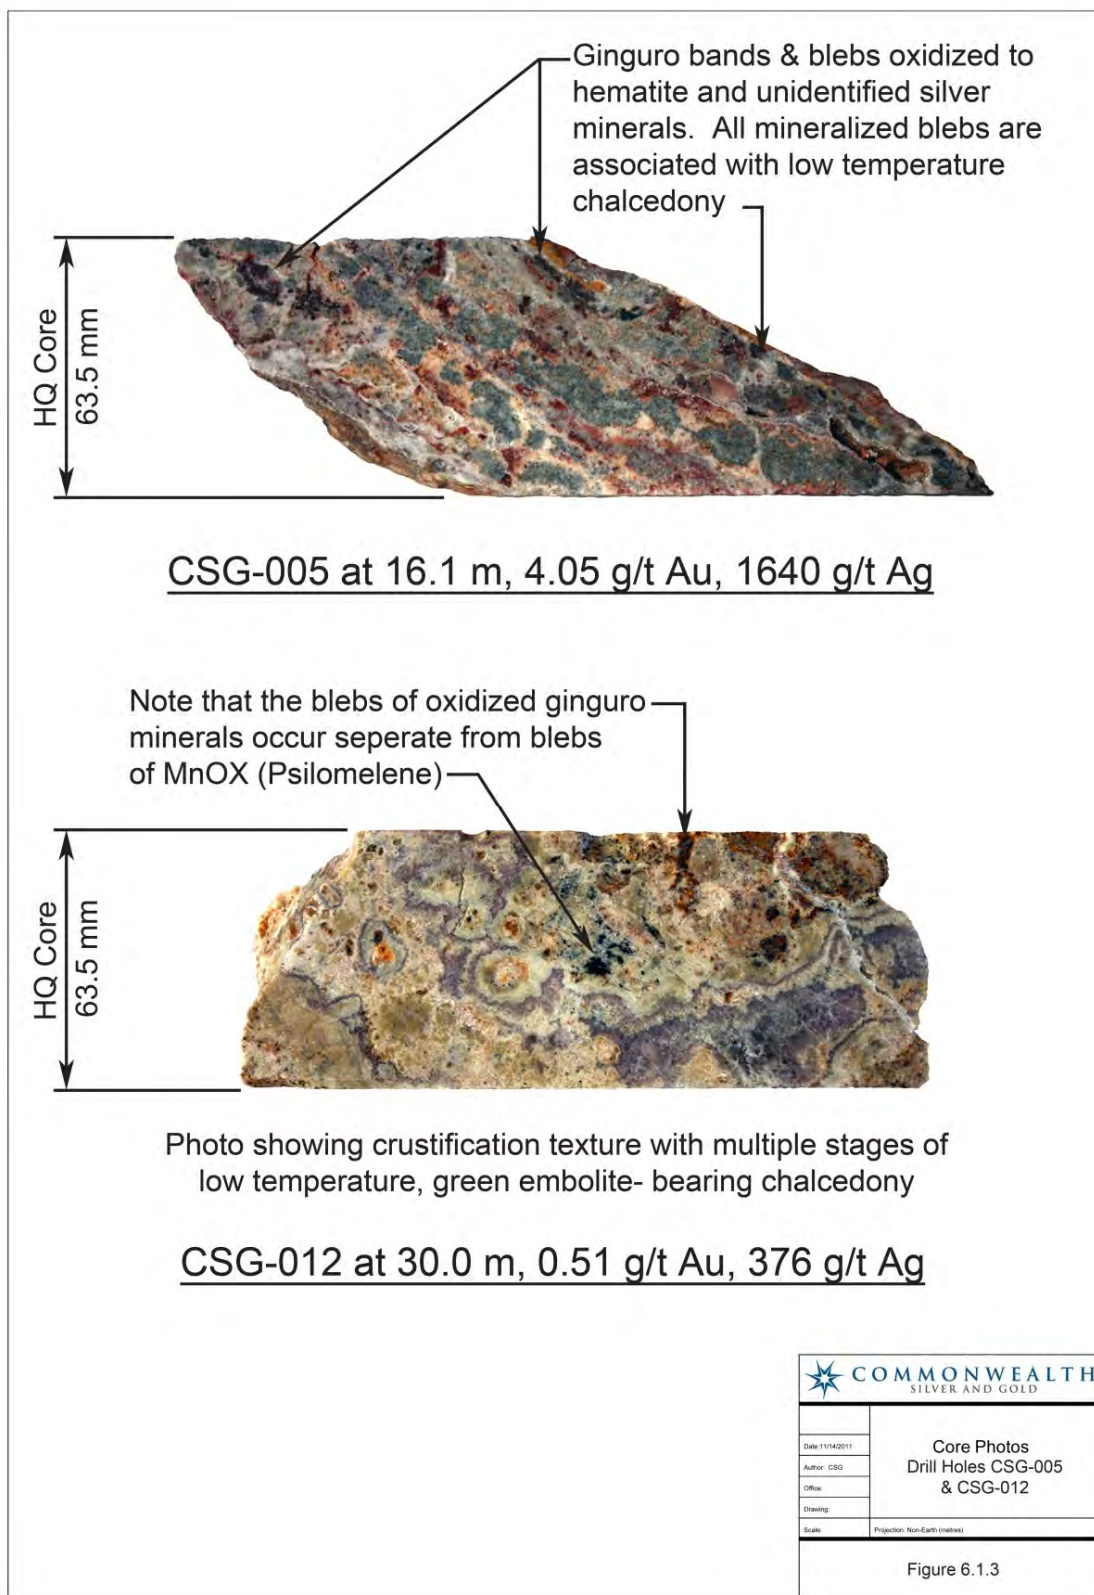 Ginguro bands & blebs oxidized to
hematite and unidentified silver
minerals. All mineralized blebs are
associated with low temperature
chalcedony
HQ Core
63.5 mm
CSG-005 at 16.1 m, 4.05 g/t Au, 1640 g/t Ag
Note that the blebs of oxidized ginguro
minerals occur seperate from blebs
of MnOX (Psilomelene)
HQ Core
63.5 mm
Photo showing crustification texture with multiple stages of
low temperature, green embolite- bearing chalcedony
CSG-012 at 30.0 m, 0.51 g/t Au, 376 g/t Ag
COMMONWEALTH
SILVER AND GOLD
Date:11/14/2011
Author: CSG
Office:
Drawing:
Scale:
Core Photos
Drill Holes CSG-005
& CSG-012
Projection: Non-Earth (metres)
Figure 6.1.3